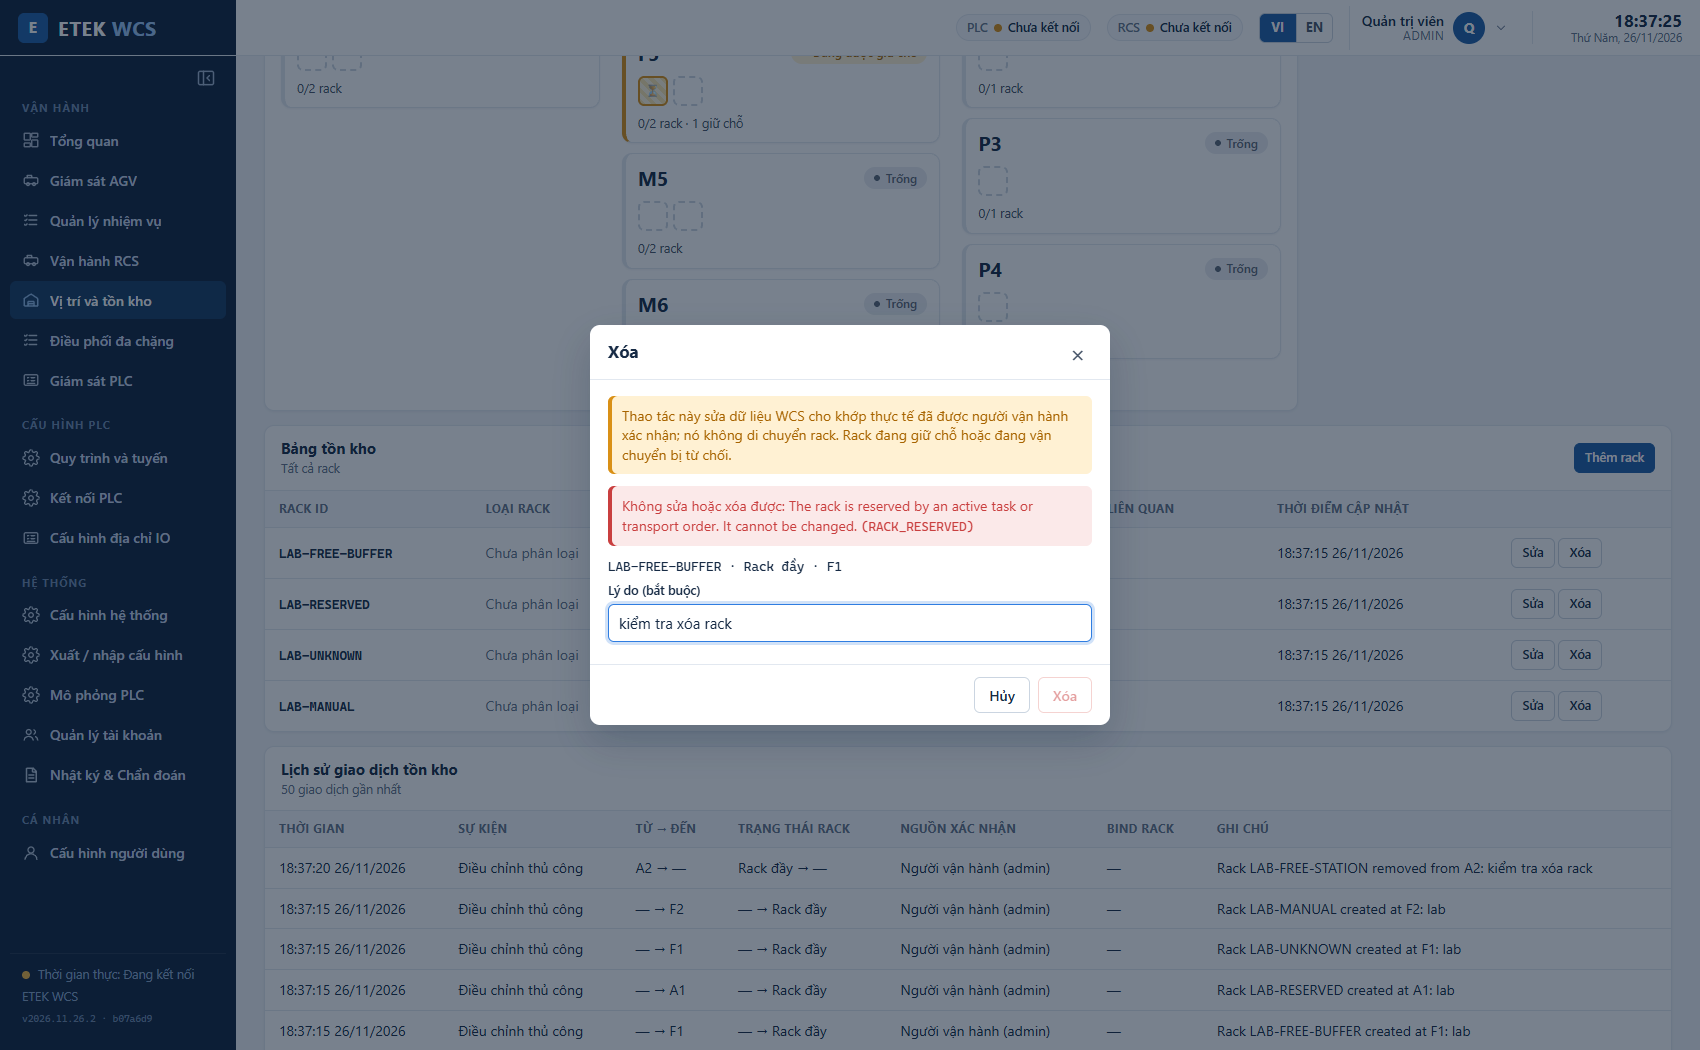 E ETEK WCS
PLC Chưa kết nối
RCS Chưa kết nối
VI EN
Quản trị viên
ADMIN
Q
18:37:25
Thứ Năm, 26/11/2026
VẬN HÀNH
Tổng quan
Giám sát AGV
Quản lý nhiệm vụ
Vận hành RCS
Vị trí và tồn kho
Điều phối đa chặng
Giám sát PLC
CẤU HÌNH PLC
Quy trình và tuyến
Kết nối PLC
Cấu hình địa chỉ IO
HỆ THỐNG
Cấu hình hệ thống
Xuất / nhập cấu hình
Mô phỏng PLC
Quản lý tài khoản
Nhật ký & Chẩn đoán
CÁ NHÂN
Cấu hình người dùng
Thời gian thực: Đang kết nối
ETEK WCS
v2026.11.26.2 · b07a6d9
0/2 rack
0/2 rack · 1 giữ chỗ
M5
Trống
0/2 rack
M6
Trống
0/1 rack
P3
Trống
0/1 rack
P4
Trống
Xóa
Thao tác này sửa dữ liệu WCS cho khớp thực tế đã được người vận hành
xác nhận; nó không di chuyển rack. Rack đang giữ chỗ hoặc đang vận
chuyển bị từ chối.
Không sửa hoặc xóa được: The rack is reserved by an active task or
transport order. It cannot be changed. (RACK_RESERVED)
LAB-FREE-BUFFER · Rack đầy · F1
Lý do (bắt buộc)
kiểm tra xóa rack
Hủy
Xóa
Bảng tồn kho
Tất cả rack
Thêm rack
RACK ID LOẠI RACK LIÊN QUAN THỜI ĐIỂM CẬP NHẬT
LAB-FREE-BUFFER Chưa phân loại 18:37:15 26/11/2026 Sửa Xóa
LAB-RESERVED Chưa phân loại 18:37:15 26/11/2026 Sửa Xóa
LAB-UNKNOWN Chưa phân loại 18:37:15 26/11/2026 Sửa Xóa
LAB-MANUAL Chưa phân loại 18:37:15 26/11/2026 Sửa Xóa
Lịch sử giao dịch tồn kho
50 giao dịch gần nhất
THỜI GIAN SỰ KIỆN TỪ → ĐẾN TRẠNG THÁI RACK NGUỒN XÁC NHẬN BIND RACK GHI CHÚ
18:37:20 26/11/2026 Điều chỉnh thủ công A2 → — Rack đầy → — Người vận hành (admin) — Rack LAB-FREE-STATION removed from A2: kiểm tra xóa rack
18:37:15 26/11/2026 Điều chỉnh thủ công — → F2 — → Rack đầy Người vận hành (admin) — Rack LAB-MANUAL created at F2: lab
18:37:15 26/11/2026 Điều chỉnh thủ công — → F1 — → Rack đầy Người vận hành (admin) — Rack LAB-UNKNOWN created at F1: lab
18:37:15 26/11/2026 Điều chỉnh thủ công — → A1 — → Rack đầy Người vận hành (admin) — Rack LAB-RESERVED created at A1: lab
18:37:15 26/11/2026 Điều chỉnh thủ công — → F1 — → Rack đầy Người vận hành (admin) — Rack LAB-FREE-BUFFER created at F1: lab